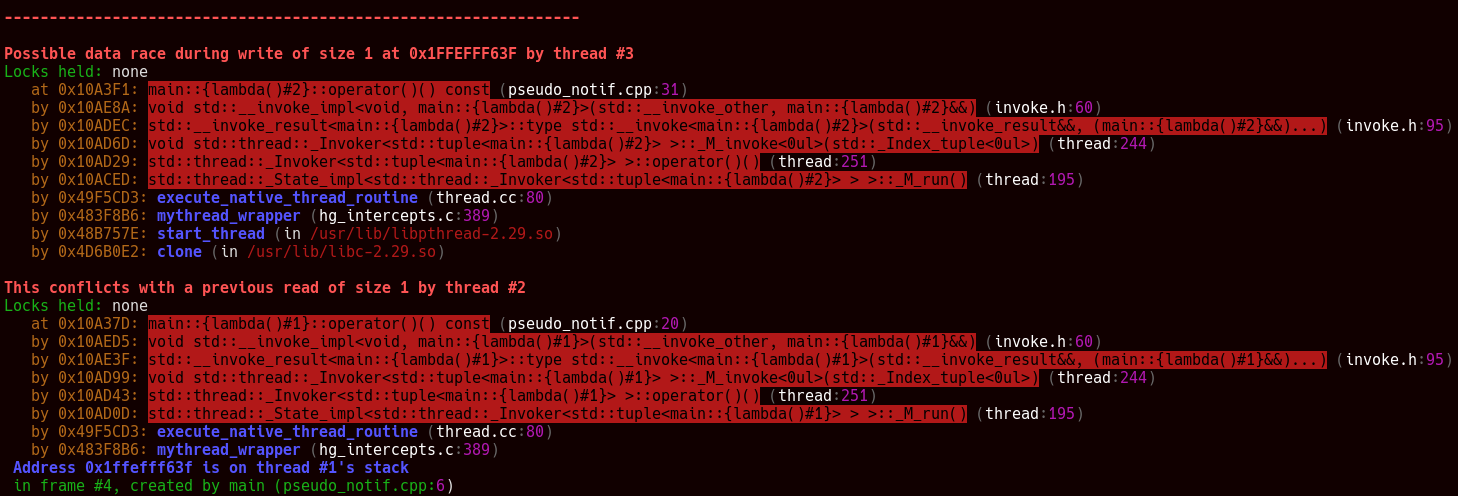 ----------------------------------------------------------------
Possible data race during write of size 1 at 0x1FFEFFF63F by thread #3
Locks held: none
   at 0x10A3F1: main::{lambda()#2}::operator()() const (pseudo_notif.cpp:31)
   by 0x10AE8A: void std::__invoke_impl<void, main::{lambda()#2}>(std::__invoke_other, main::{lambda()#2}&&) (invoke.h:60)
   by 0x10ADEC: std::__invoke_result<main::{lambda()#2}>::type std::__invoke<main::{lambda()#2}>(std::__invoke_result&&, (main::{lambda()#2}&&)...) (invoke.h:95)
   by 0x10AD6D: void std::thread::_Invoker<std::tuple<main::{lambda()#2}> >::_M_invoke<0ul>(std::_Index_tuple<0ul>) (thread:244)
   by 0x10AD29: std::thread::_Invoker<std::tuple<main::{lambda()#2}> >::operator()() (thread:251)
   by 0x10ACED: std::thread::_State_impl<std::thread::_Invoker<std::tuple<main::{lambda()#2}> > >::_M_run() (thread:195)
   by 0x49F5CD3: execute_native_thread_routine (thread.cc:80)
   by 0x483F8B6: mythread_wrapper (hg_intercepts.c:389)
   by 0x48B757E: start_thread (in /usr/lib/libpthread-2.29.so)
   by 0x4D6B0E2: clone (in /usr/lib/libc-2.29.so)
This conflicts with a previous read of size 1 by thread #2
Locks held: none
   at 0x10A37D: main::{lambda()#1}::operator()() const (pseudo_notif.cpp:20)
   by 0x10AED5: void std::__invoke_impl<void, main::{lambda()#1}>(std::__invoke_other, main::{lambda()#1}&&) (invoke.h:60)
   by 0x10AE3F: std::__invoke_result<main::{lambda()#1}>::type std::__invoke<main::{lambda()#1}>(std::__invoke_result&&, (main::{lambda()#1}&&)...) (invoke.h:95)
   by 0x10AD99: void std::thread::_Invoker<std::tuple<main::{lambda()#1}> >::_M_invoke<0ul>(std::_Index_tuple<0ul>) (thread:244)
   by 0x10AD43: std::thread::_Invoker<std::tuple<main::{lambda()#1}> >::operator()() (thread:251)
   by 0x10AD0D: std::thread::_State_impl<std::thread::_Invoker<std::tuple<main::{lambda()#1}> > >::_M_run() (thread:195)
   by 0x49F5CD3: execute_native_thread_routine (thread.cc:80)
   by 0x483F8B6: mythread_wrapper (hg_intercepts.c:389)
 Address 0x1ffefff63f is on thread #1's stack
 in frame #4, created by main (pseudo_notif.cpp:6)